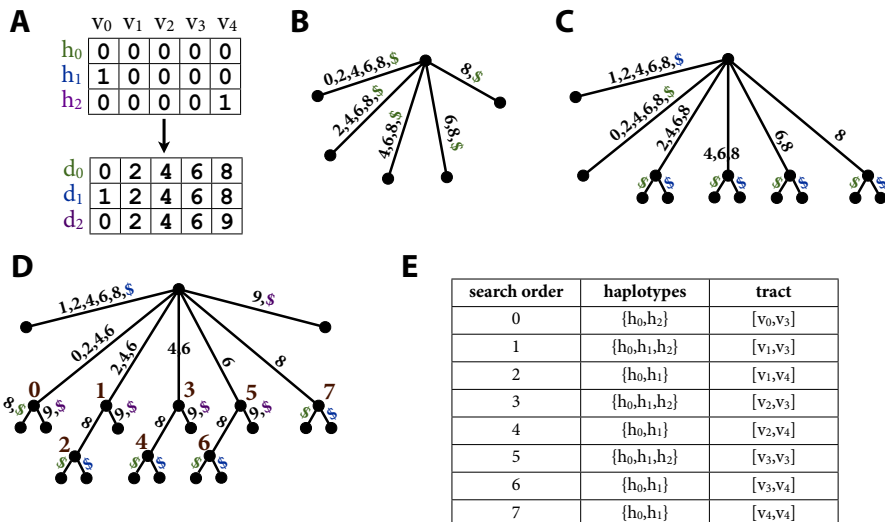 A
v₀ v₁ v₂ v₃ v₄
h₀ 0 0 0 0 0
h₁ 1 0 0 0 0
h₂ 0 0 0 0 1
d₀ 0 2 4 6 8
d₁ 1 2 4 6 8
d₂ 0 2 4 6 9
B
0,2,4,6,8,$
2,4,6,8,$
4,6,8,$
6,8,$
8,$
C
1,2,4,6,8,$
0,2,4,6,8,$
2,4,6,8
4,6,8
6,8
8
$ $ $ $ $ $ $ $
D
1,2,4,6,8,$
0,2,4,6
2,4,6
4,6
6
8
9,$
0 1 3 5 7
8,$ 9,$ 8 9,$ 8 9,$ 8 9,$ $ $
2 4 6
$ $ $ $ $ $
E
search order haplotypes tract
0 {h₀,h₂} [v₀,v₃]
1 {h₀,h₁,h₂} [v₁,v₃]
2 {h₀,h₁} [v₁,v₄]
3 {h₀,h₁,h₂} [v₂,v₃]
4 {h₀,h₁} [v₂,v₄]
5 {h₀,h₁,h₂} [v₃,v₃]
6 {h₀,h₁} [v₃,v₄]
7 {h₀,h₁} [v₄,v₄]